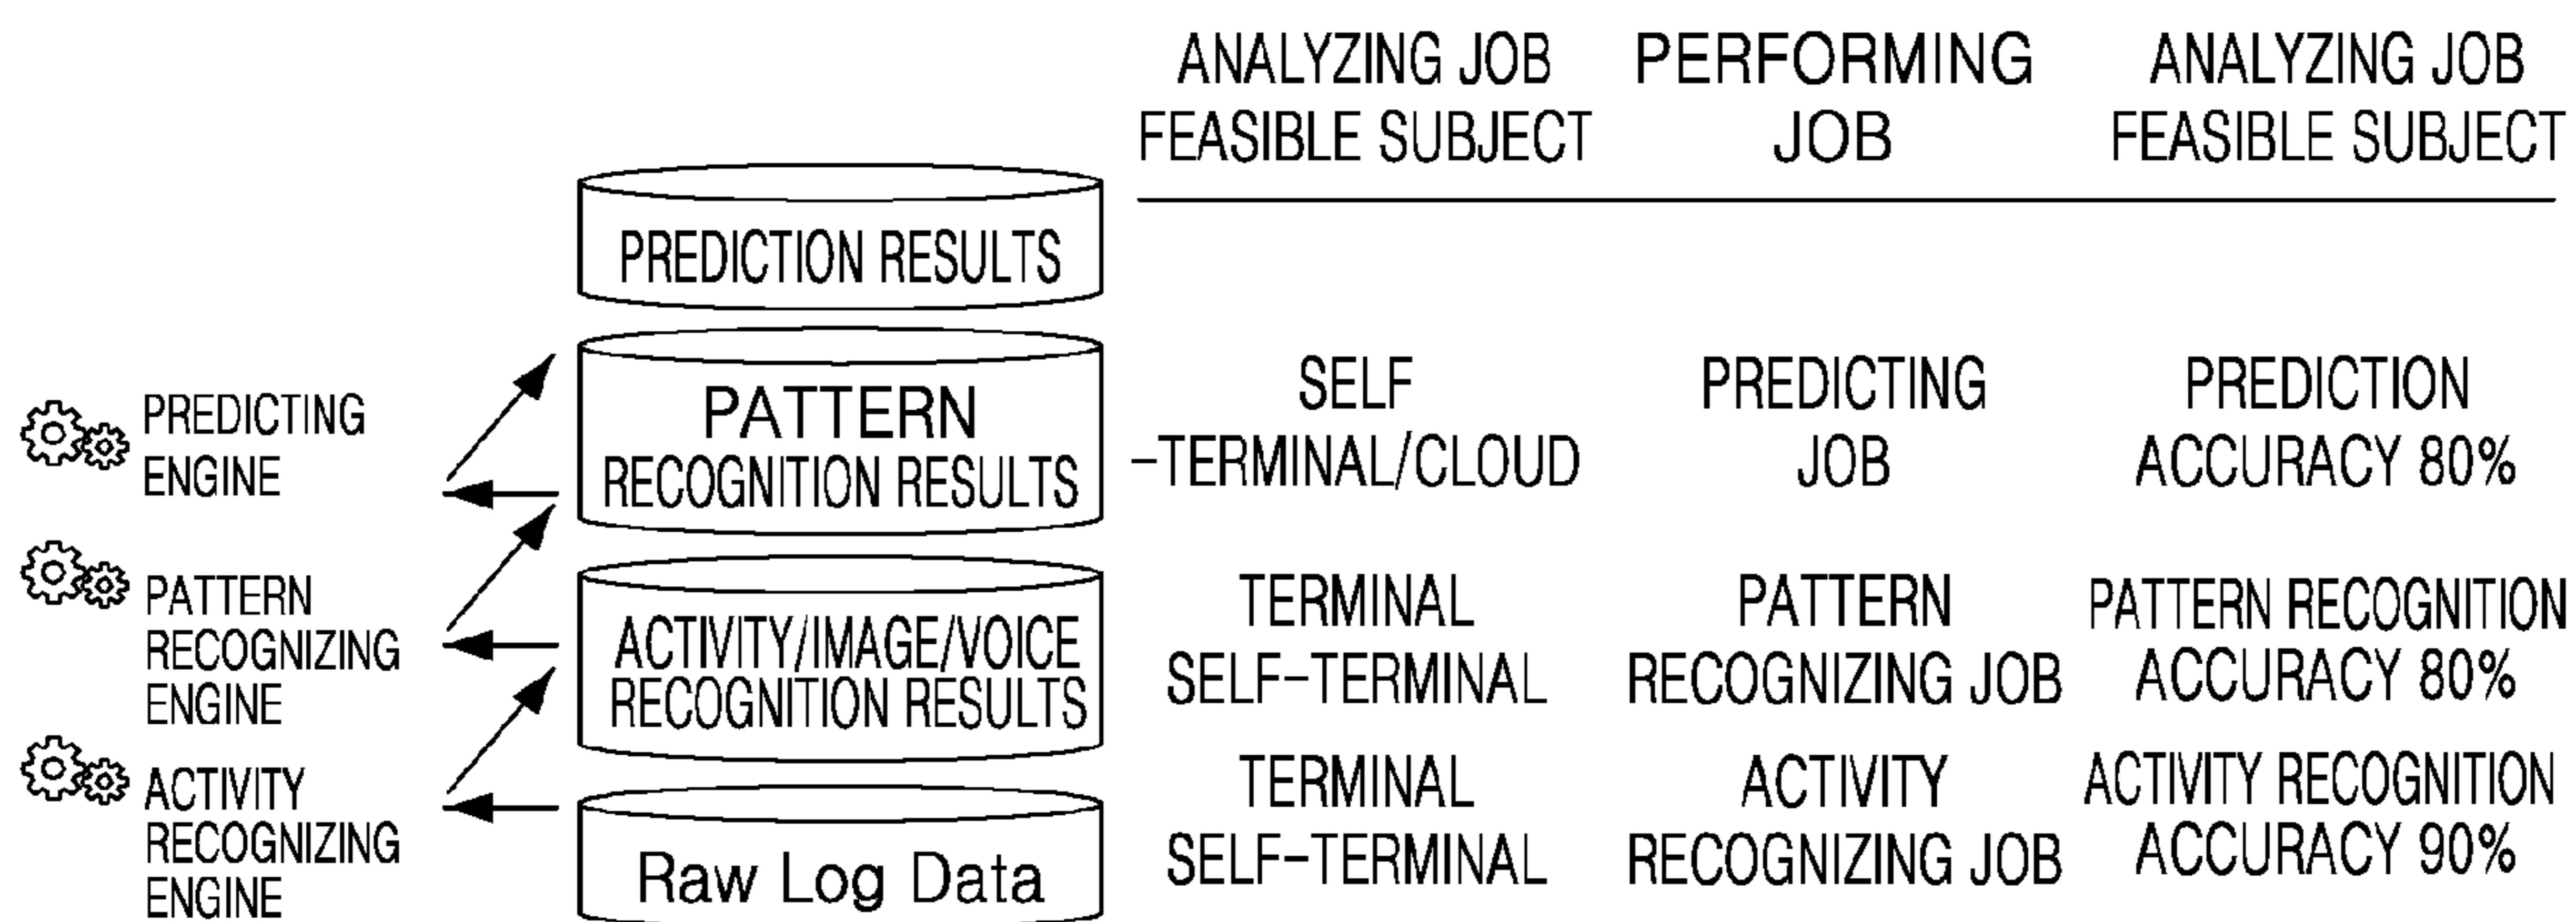 ANALYZING JOB
FEASIBLE SUBJECT
PERFORMING
JOB
ANALYZING JOB
FEASIBLE SUBJECT
PREDICTION RESULTS
PREDICTING
ENGINE
PATTERN
RECOGNITION RESULTS
SELF
-TERMINAL/CLOUD
PREDICTING
JOB
PREDICTION
ACCURACY 80%
PATTERN
RECOGNIZING
ENGINE
ACTIVITY/IMAGE/VOICE
RECOGNITION RESULTS
TERMINAL
SELF-TERMINAL
PATTERN
RECOGNIZING JOB
PATTERN RECOGNITION
ACCURACY 80%
ACTIVITY
RECOGNIZING
ENGINE
Raw Log Data
TERMINAL
SELF-TERMINAL
ACTIVITY
RECOGNIZING JOB
ACTIVITY RECOGNITION
ACCURACY 90%